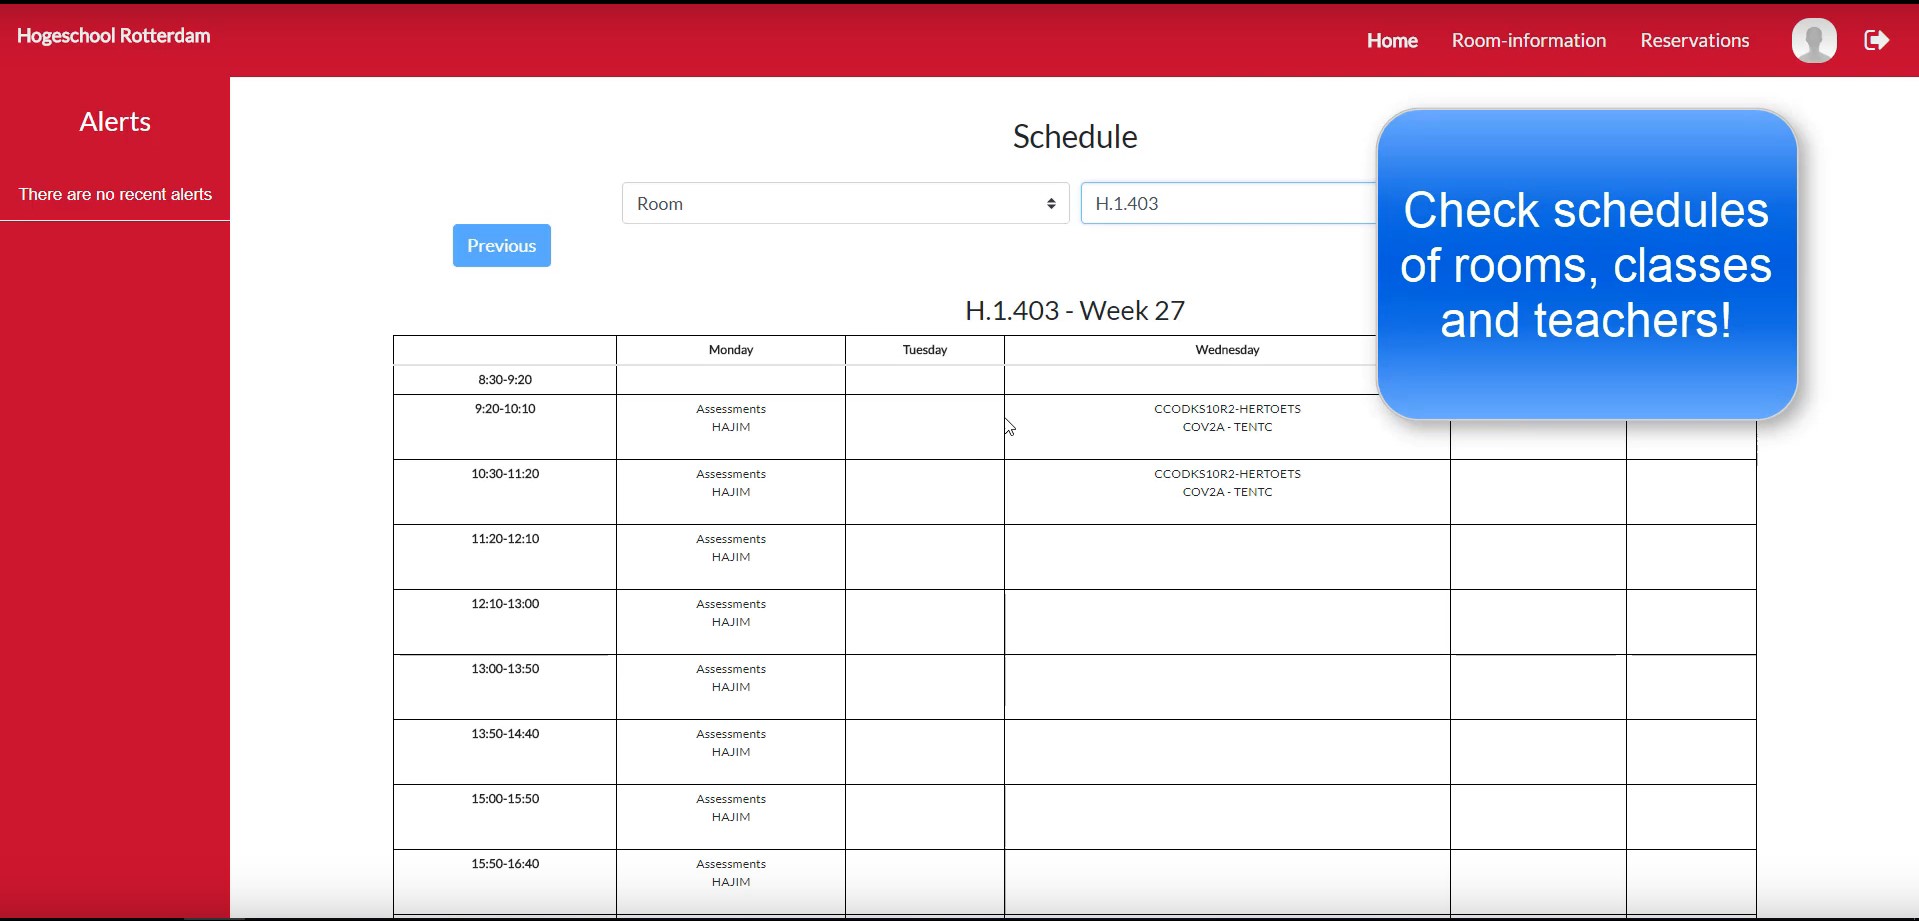 Hogeschool Rotterdam
Home Room-information Reservations
Alerts
There are no recent alerts
Schedule
Room H.1.403
Previous
Check schedules
of rooms, classes
and teachers!
H.1.403 - Week 27
Monday Tuesday Wednesday
8:30-9:20
9:20-10:10 Assessments CCODKS10R2-HERTOETS
HAJIM COV2A - TENTC
10:30-11:20 Assessments CCODKS10R2-HERTOETS
HAJIM COV2A - TENTC
11:20-12:10 Assessments
HAJIM
12:10-13:00 Assessments
HAJIM
13:00-13:50 Assessments
HAJIM
13:50-14:40 Assessments
HAJIM
15:00-15:50 Assessments
HAJIM
15:50-16:40 Assessments
HAJIM